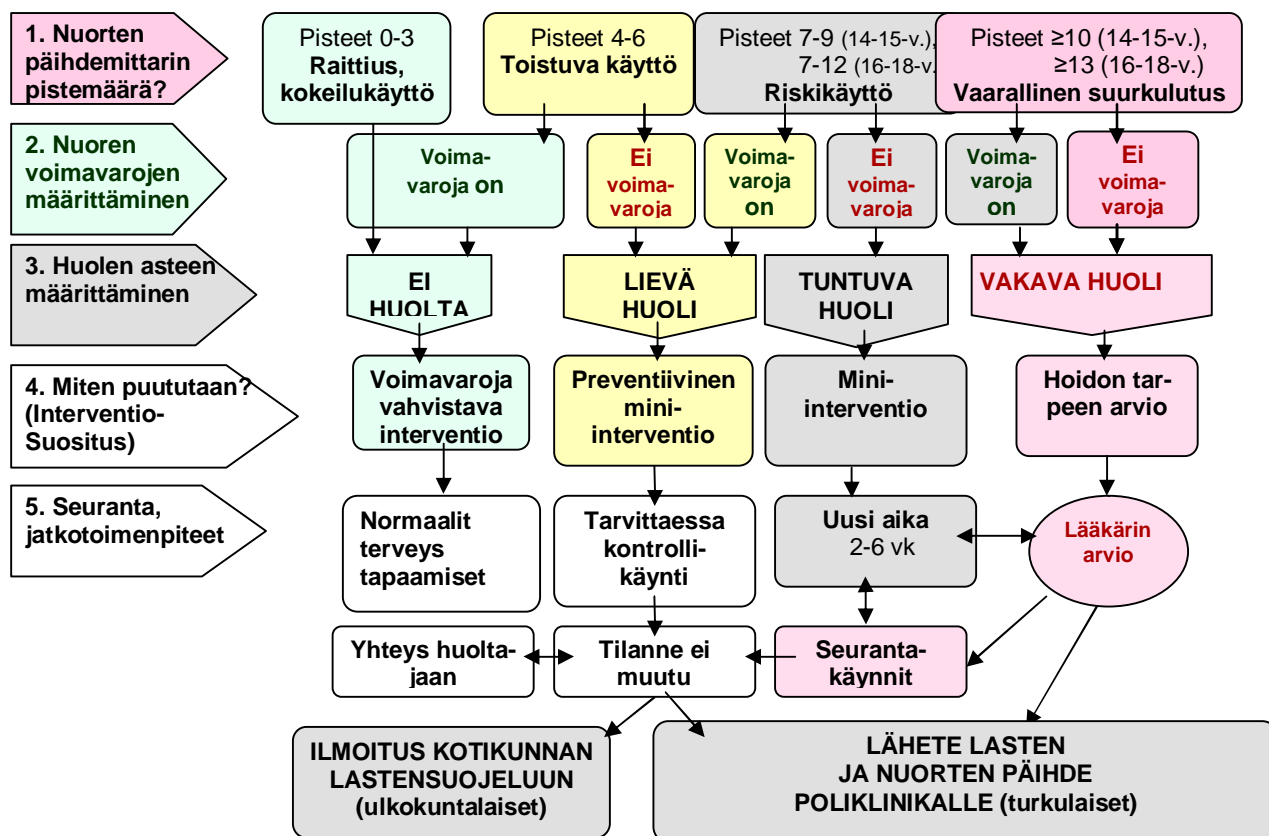 1. Nuorten
päihdemittarin
pistemäärä?
Pisteet 0-3
Raittius,
kokeilukäyttö
Pisteet 4-6
Toistuva käyttö
Pisteet 7-9 (14-15-v.),
7-12 (16-18-v.
Riskikäyttö
Pisteet ≥10 (14-15-v.),
≥13 (16-18-v.)
Vaarallinen suurkulutus
2. Nuoren
voimavarojen
määrittäminen
Voima-
varoja on
Ei
voima-
varoja
Voima-
varoja
on
Ei
voima-
varoja
Voima-
varoja
on
Ei
voima-
varoja
3. Huolen asteen
määrittäminen
EI
HUOLTA
LIEVÄ
HUOLI
TUNTUVA
HUOLI
VAKAVA HUOLI
4. Miten puututaan?
(Interventio-
Suositus)
Voimavaroja
vahvistava
interventio
Preventiivinen
mini-
interventio
Mini-
interventio
Hoidon tar-
peen arvio
5. Seuranta,
jatkotoimenpiteet
Normaalit
terveys
tapaamiset
Tarvittaessa
kontrolli-
käynti
Uusi aika
2-6 vk
Lääkärin
arvio
Yhteys huolta-
jaan
Tilanne ei
muutu
Seuranta-
käynnit
ILMOITUS KOTIKUNNAN
LASTENSUOJELUUN
(ulkokuntalaiset)
LÄHETE LASTEN
JA NUORTEN PÄIHDE
POLIKLINIKALLE (turkulaiset)